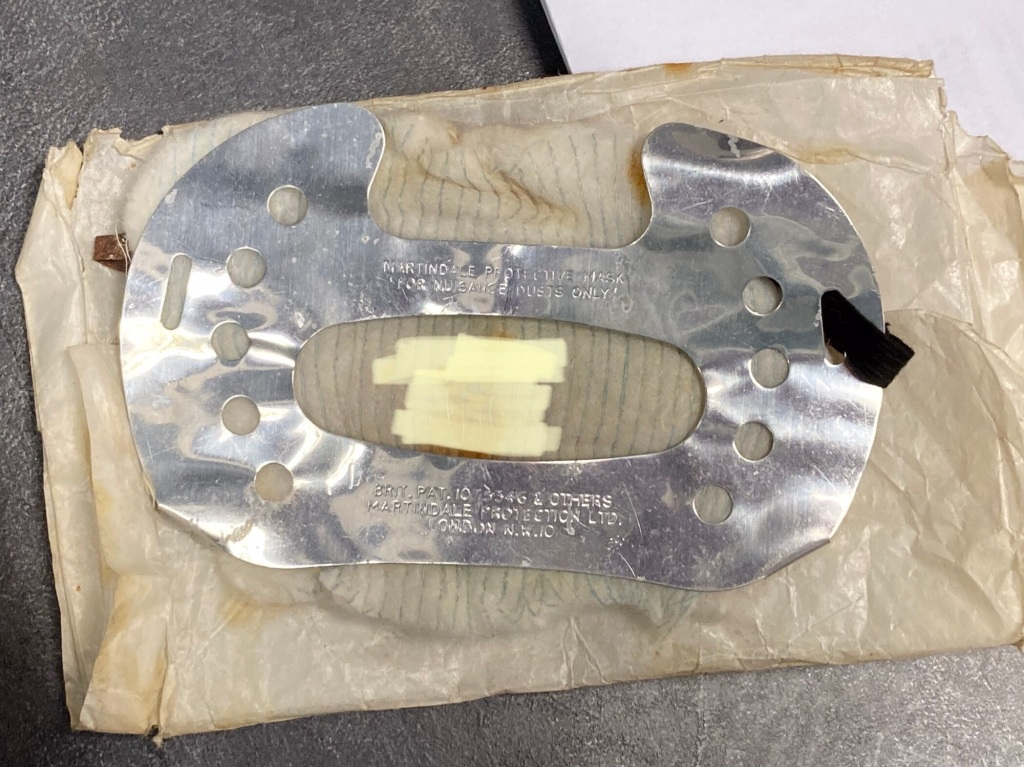 MARTINDALE PROTECTIVE MASK
(FOR NUISANCE DUSTS ONLY)
BRIT. PAT. & OTHERS
MARTINDALE PROTECTION LTD.
LONDON N.W.10